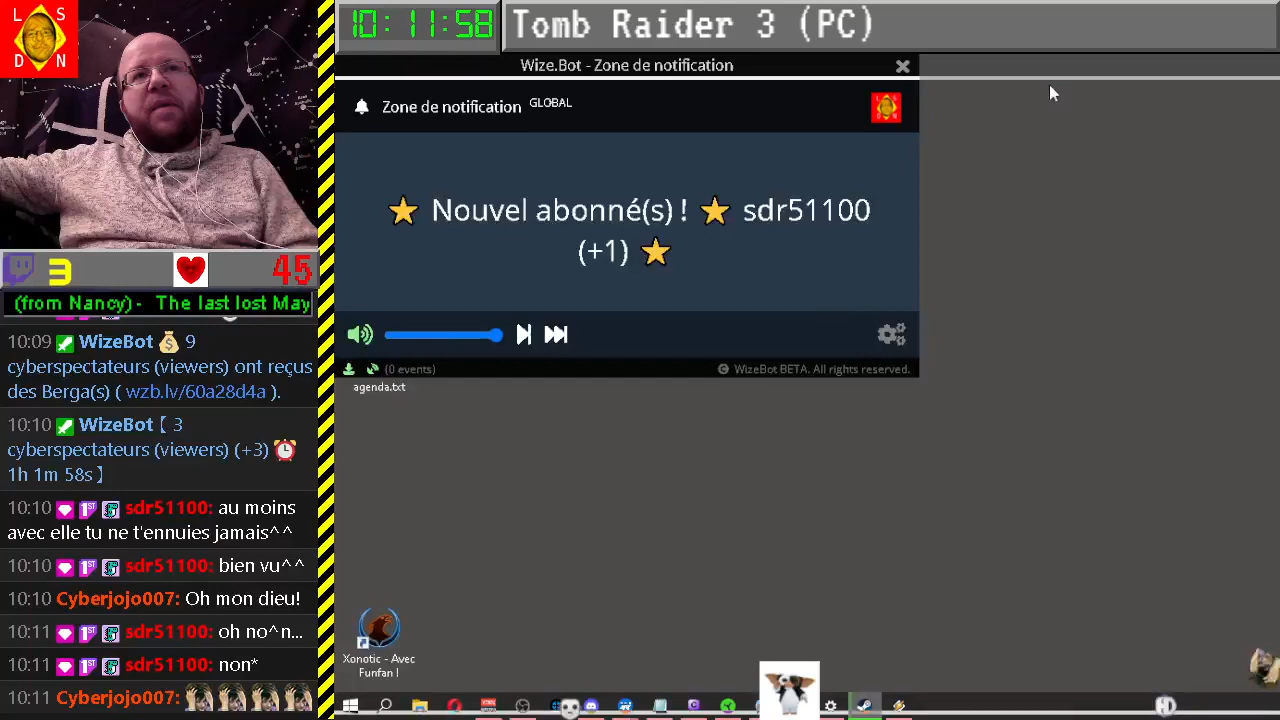 L S
D N
10:11:58
Tomb Raider 3 (PC)
Wize.Bot - Zone de notification
Zone de notification GLOBAL
⭐ Nouvel abonné(s) ! ⭐ sdr51100
(+1) ⭐
(0 events)
WizeBot BETA. All rights reserved.
agenda.txt
3
45
(from Nancy) - The last lost May
10:09 WizeBot 💰 9
cyberspectateurs (viewers) ont reçus
des Berga(s) ( wzb.lv/60a28d4a ).
10:10 WizeBot 【 3
cyberspectateurs (viewers) (+3) ⏰
1h 1m 58s】
10:10 1ST sdr51100: au moins
avec elle tu ne t'ennuies jamais^^
10:10 1ST sdr51100: bien vu^^
10:10 Cyberjojo007: Oh mon dieu!
10:11 1ST sdr51100: oh no^n...
10:11 1ST sdr51100: non*
10:11 Cyberjojo007:
Xonotic - Avec
Funfan !